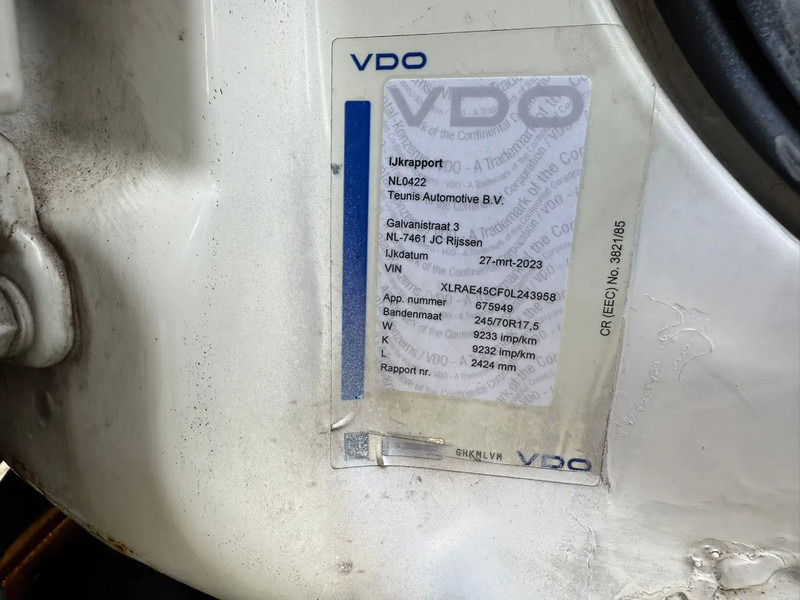 VDO
VDO
IJkrapport
NL0422
Teunis Automotive B.V.
Galvanistraat 3
NL-7461 JC Rijssen
IJkdatum 27-mrt-2023
VIN
XLRAE45CF0L243958
App. nummer 675949
Bandenmaat 245/70R17,5
W 9233 imp/km
K 9232 imp/km
L 2424 mm
Rapport nr.
CR (EEC) No. 3821/85
GHKMLVM
VDO